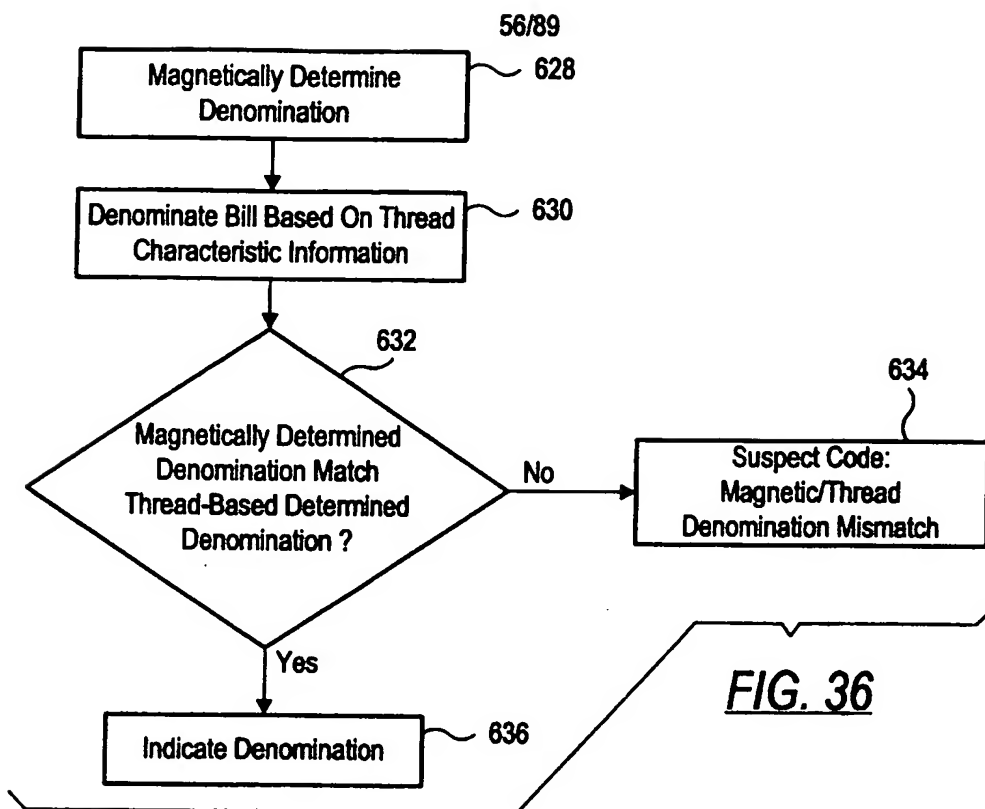 56/89
Magnetically Determine
Denomination
628
Denominate Bill Based On Thread
Characteristic Information
630
632
Magnetically Determined
Denomination Match
Thread-Based Determined
Denomination ?
No
634
Suspect Code:
Magnetic/Thread
Denomination Mismatch
Yes
Indicate Denomination
636
FIG. 36